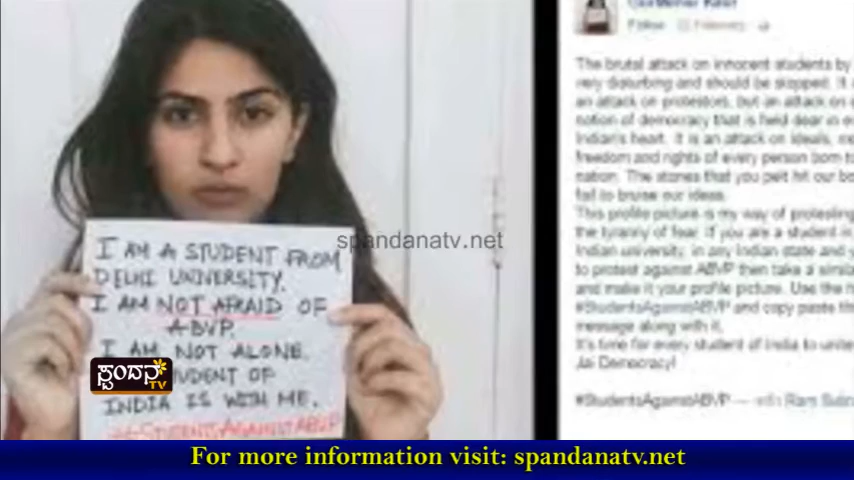 I AM A STUDENT FROM
DELHI UNIVERSITY.
I AM NOT AFRAID OF
ABVP.
I AM NOT ALONE.
UDENT OF
INDIA IS WITH ME.
#STUDENTSAGAINSTABVP
spandanatv.net
ಸ್ಪಂದನ
TV
The brutal attack on innocent students by
very disturbing and should be stopped. It
an attack on protestors, but an attack on
notion of democracy that is held dear in
Indian's heart. It is an attack on ideals,
freedom and rights of every person born
nation. The stones that you pelt hit our
fail to bruise our ideas.
This profile picture is my way of protesting
the tyranny of fear. If you are a student in
Indian university, in any Indian state and
to protest against ABVP then take a
and make it your profile picture. Use the
#StudentsAgainstABVP and copy paste
message along with it.
It's time for every student of India to
Jai Democracy!
#StudentsAgainstABVP — with Ram
For more information visit: spandanatv.net